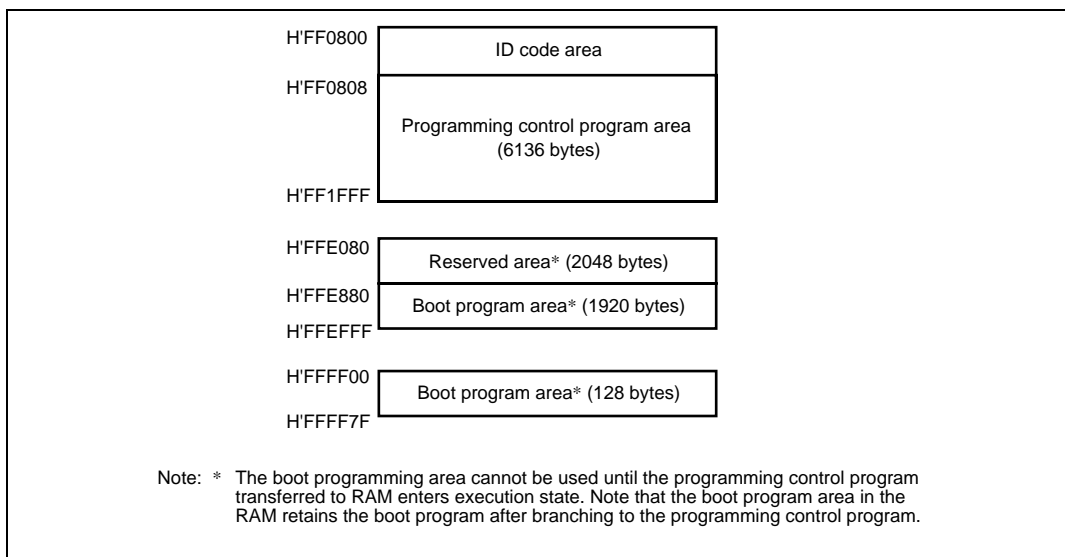 H'FF0800
ID code area
H'FF0808
Programming control program area
(6136 bytes)
H'FF1FFF
H'FFE080
Reserved area* (2048 bytes)
H'FFE880
Boot program area* (1920 bytes)
H'FFEFFF
H'FFFF00
Boot program area* (128 bytes)
H'FFFF7F
Note: * The boot programming area cannot be used until the programming control program
transferred to RAM enters execution state. Note that the boot program area in the
RAM retains the boot program after branching to the programming control program.